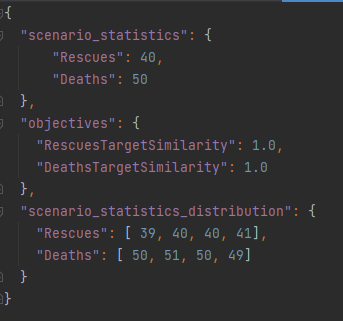 {
  "scenario_statistics": {
      "Rescues": 40,
      "Deaths": 50
  },
  "objectives": {
    "RescuesTargetSimilarity": 1.0,
    "DeathsTargetSimilarity": 1.0
  },
  "scenario_statistics_distribution": {
    "Rescues": [ 39, 40, 40, 41],
    "Deaths": [ 50, 51, 50, 49]
  }
}